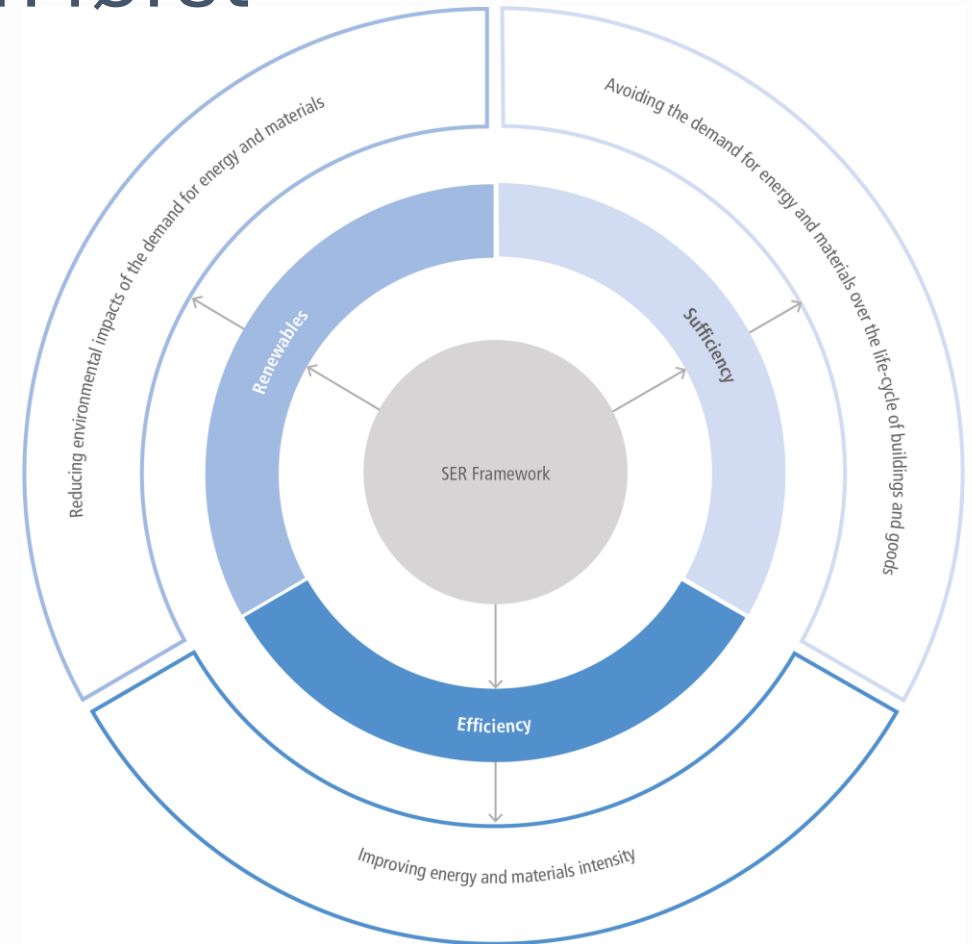 Reducing environmental impacts of the demand for energy and materials
Avoiding the demand for energy and materials over the life-cycle of buildings and goods
Renewables
Sufficiency
SER Framework
Efficiency
Improving energy and materials intensity